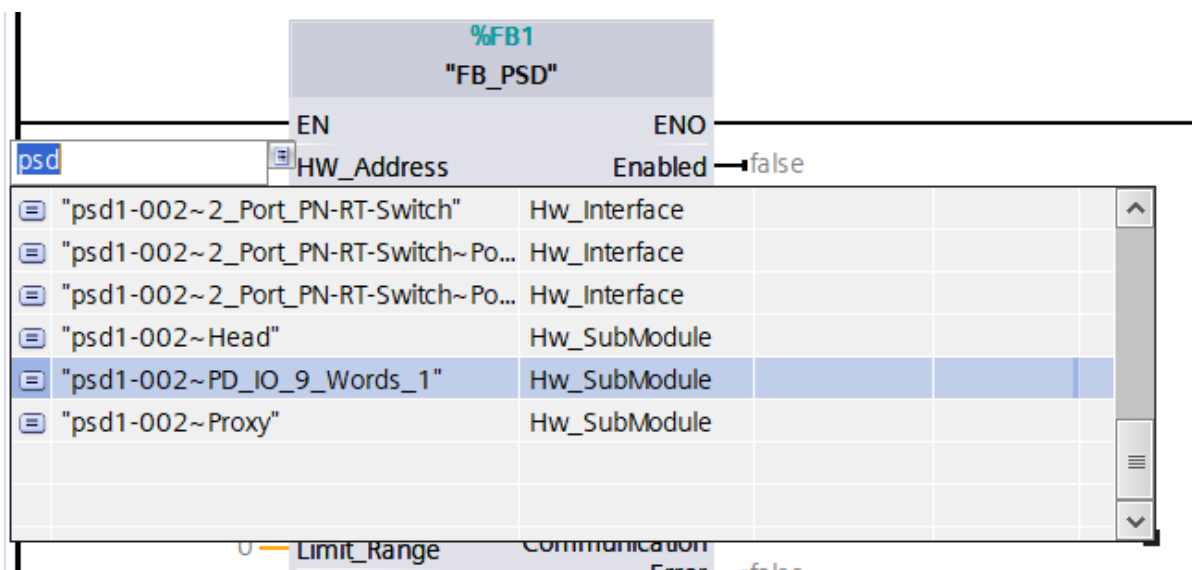 %FB1
"FB_PSD"
EN ENO
psd HW_Address Enabled false
"psd1-002~2_Port_PN-RT-Switch" Hw_Interface
"psd1-002~2_Port_PN-RT-Switch~Po... Hw_Interface
"psd1-002~2_Port_PN-RT-Switch~Po... Hw_Interface
"psd1-002~Head" Hw_SubModule
"psd1-002~PD_IO_9_Words_1" Hw_SubModule
"psd1-002~Proxy" Hw_SubModule
0 Limit_Range Communication
Error false